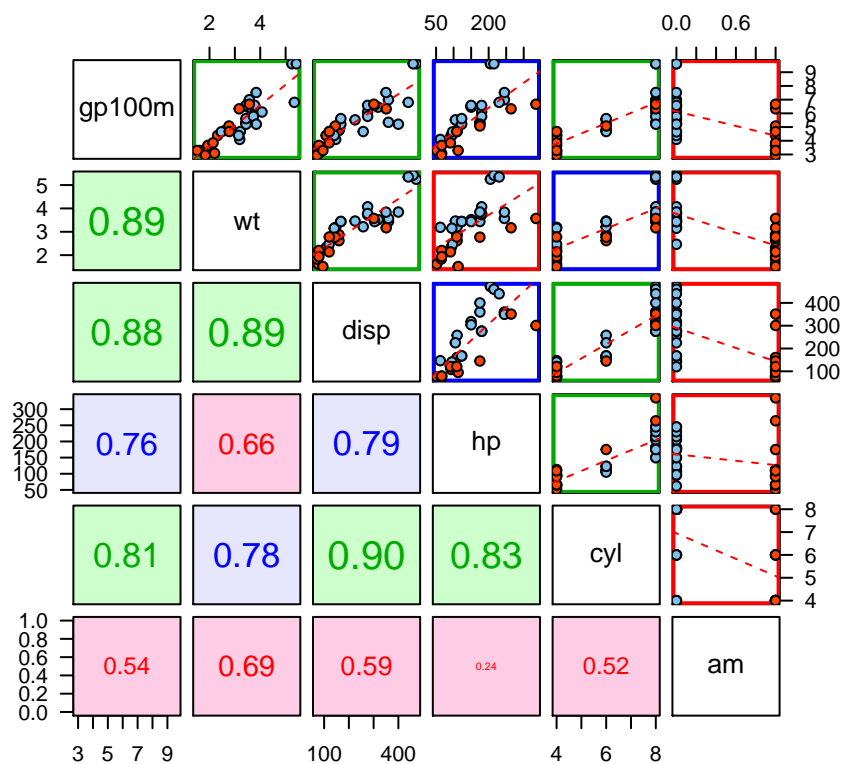 2 4 50 200 0.0 0.6
gp100m 3 4 5 6 7 8 9
2 3 4 5 0.89 wt
0.88 0.89 disp 100 200 300 400
50 100 150 200 250 300 0.76 0.66 0.79 hp
0.81 0.78 0.90 0.83 cyl 4 5 6 7 8
0.0 0.2 0.4 0.6 0.8 1.0 0.54 0.69 0.59 0.24 0.52 am
3 5 7 9 100 400 4 6 8